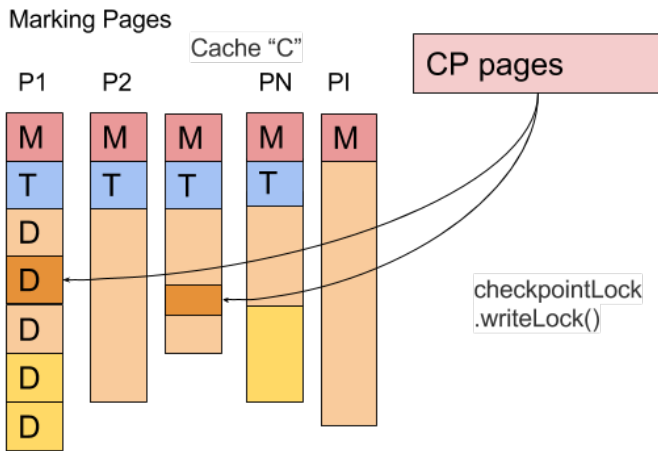 Marking Pages
Cache “C”
CP pages
P1 P2 PN PI
M M M M M
T T T T
D
D
D
D
D
checkpointLock
.writeLock()